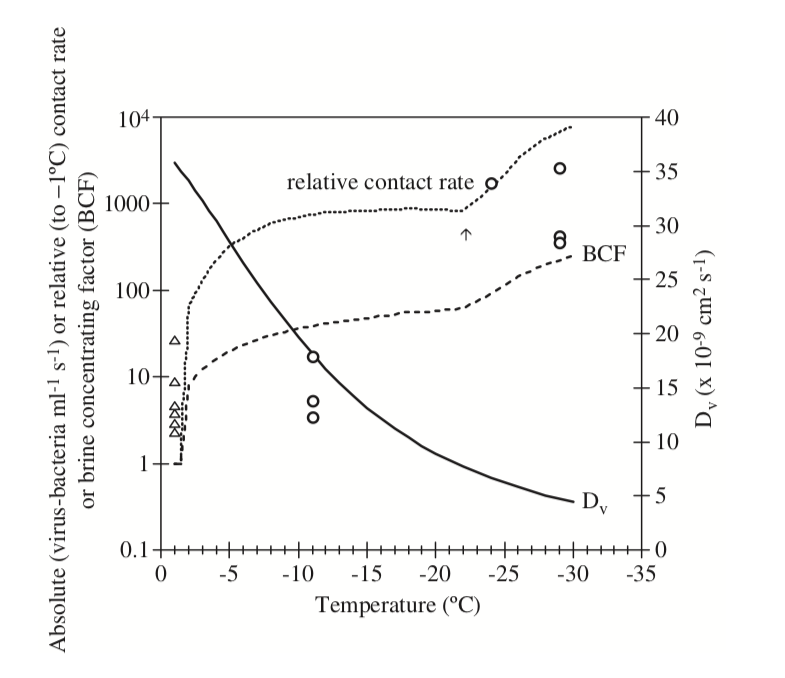 Absolute (virus-bacteria ml-1 s-1) or relative (to –1ºC) contact rate
or brine concentrating factor (BCF)
10⁴
1000
100
10
1
0.1
relative contact rate
↑
BCF
Dv
40
35
30
25
20
15
10
5
0
Dv (x 10-9 cm2 s-1)
0 -5 -10 -15 -20 -25 -30 -35
Temperature (ºC)